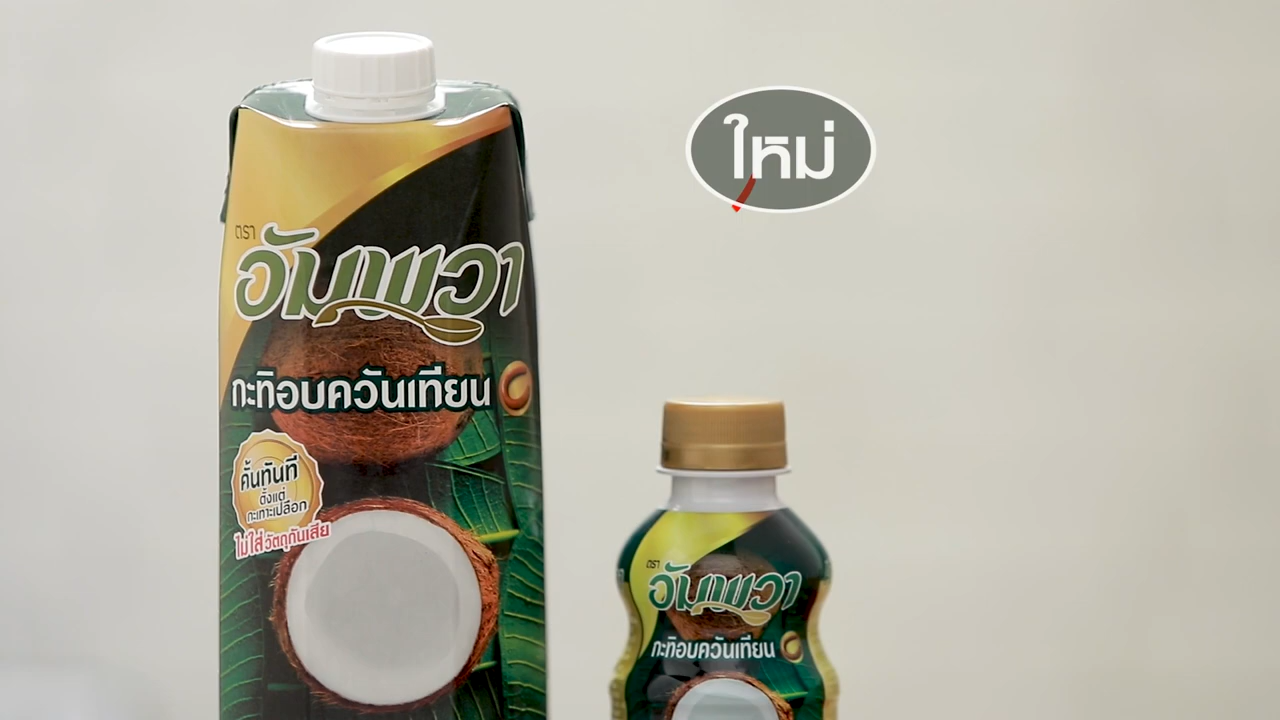 ตรา
อัมพวา
กะทิอบควันเทียน
คั้นทันที
ตั้งแต่
กะเทาะเปลือก
ไม่ใส่วัตถุกันเสีย
ใหม่
ตรา
อัมพวา
กะทิอบควันเทียน